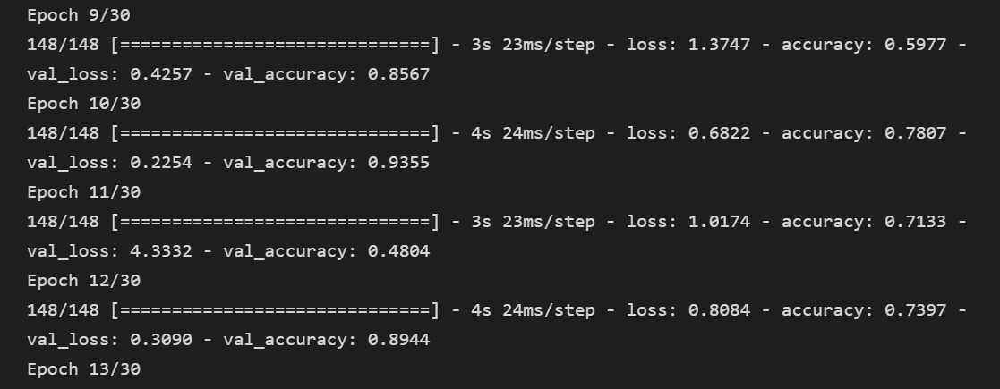 Epoch 9/30
148/148 [==============================] - 3s 23ms/step - loss: 1.3747 - accuracy: 0.5977 -
val_loss: 0.4257 - val_accuracy: 0.8567
Epoch 10/30
148/148 [==============================] - 4s 24ms/step - loss: 0.6822 - accuracy: 0.7807 -
val_loss: 0.2254 - val_accuracy: 0.9355
Epoch 11/30
148/148 [==============================] - 3s 23ms/step - loss: 1.0174 - accuracy: 0.7133 -
val_loss: 4.3332 - val_accuracy: 0.4804
Epoch 12/30
148/148 [==============================] - 4s 24ms/step - loss: 0.8084 - accuracy: 0.7397 -
val_loss: 0.3090 - val_accuracy: 0.8944
Epoch 13/30